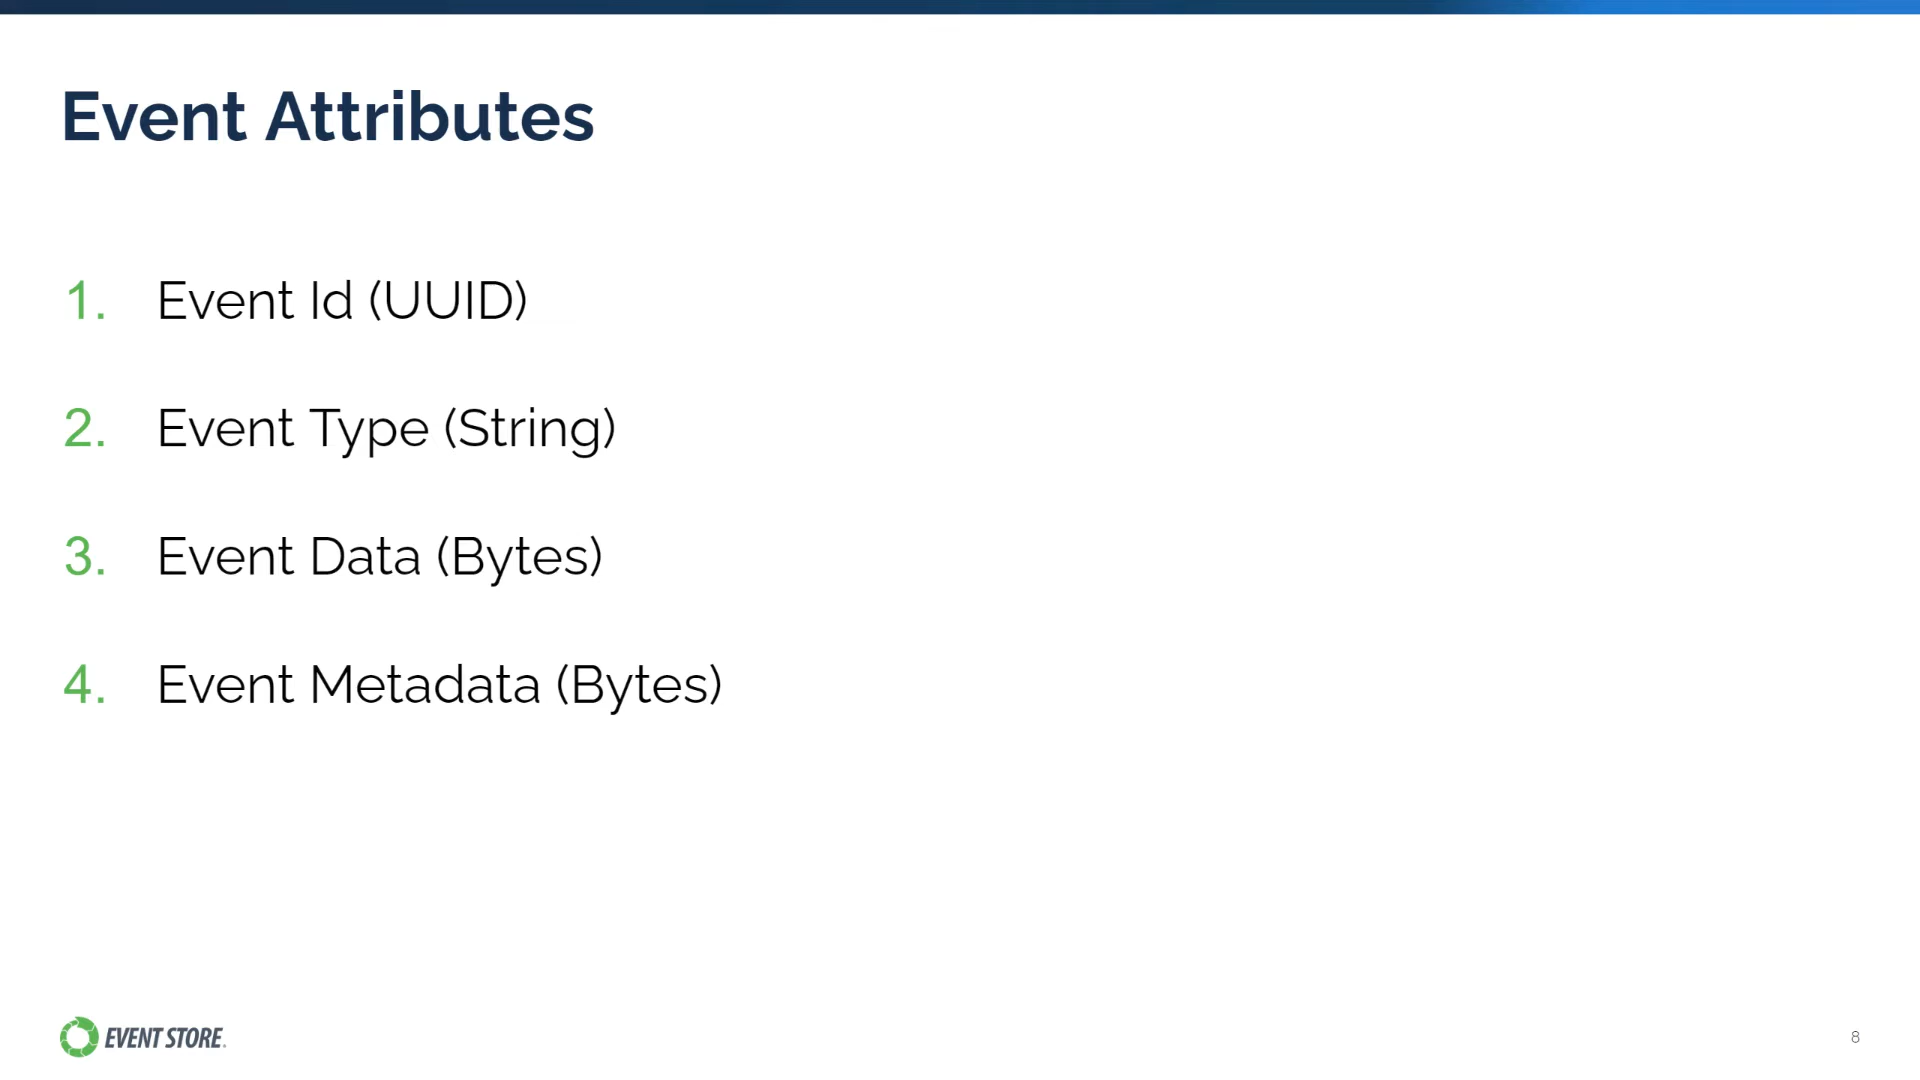 Event Attributes
1. Event Id (UUID)
2. Event Type (String)
3. Event Data (Bytes)
4. Event Metadata (Bytes)
EVENT STORE.
8